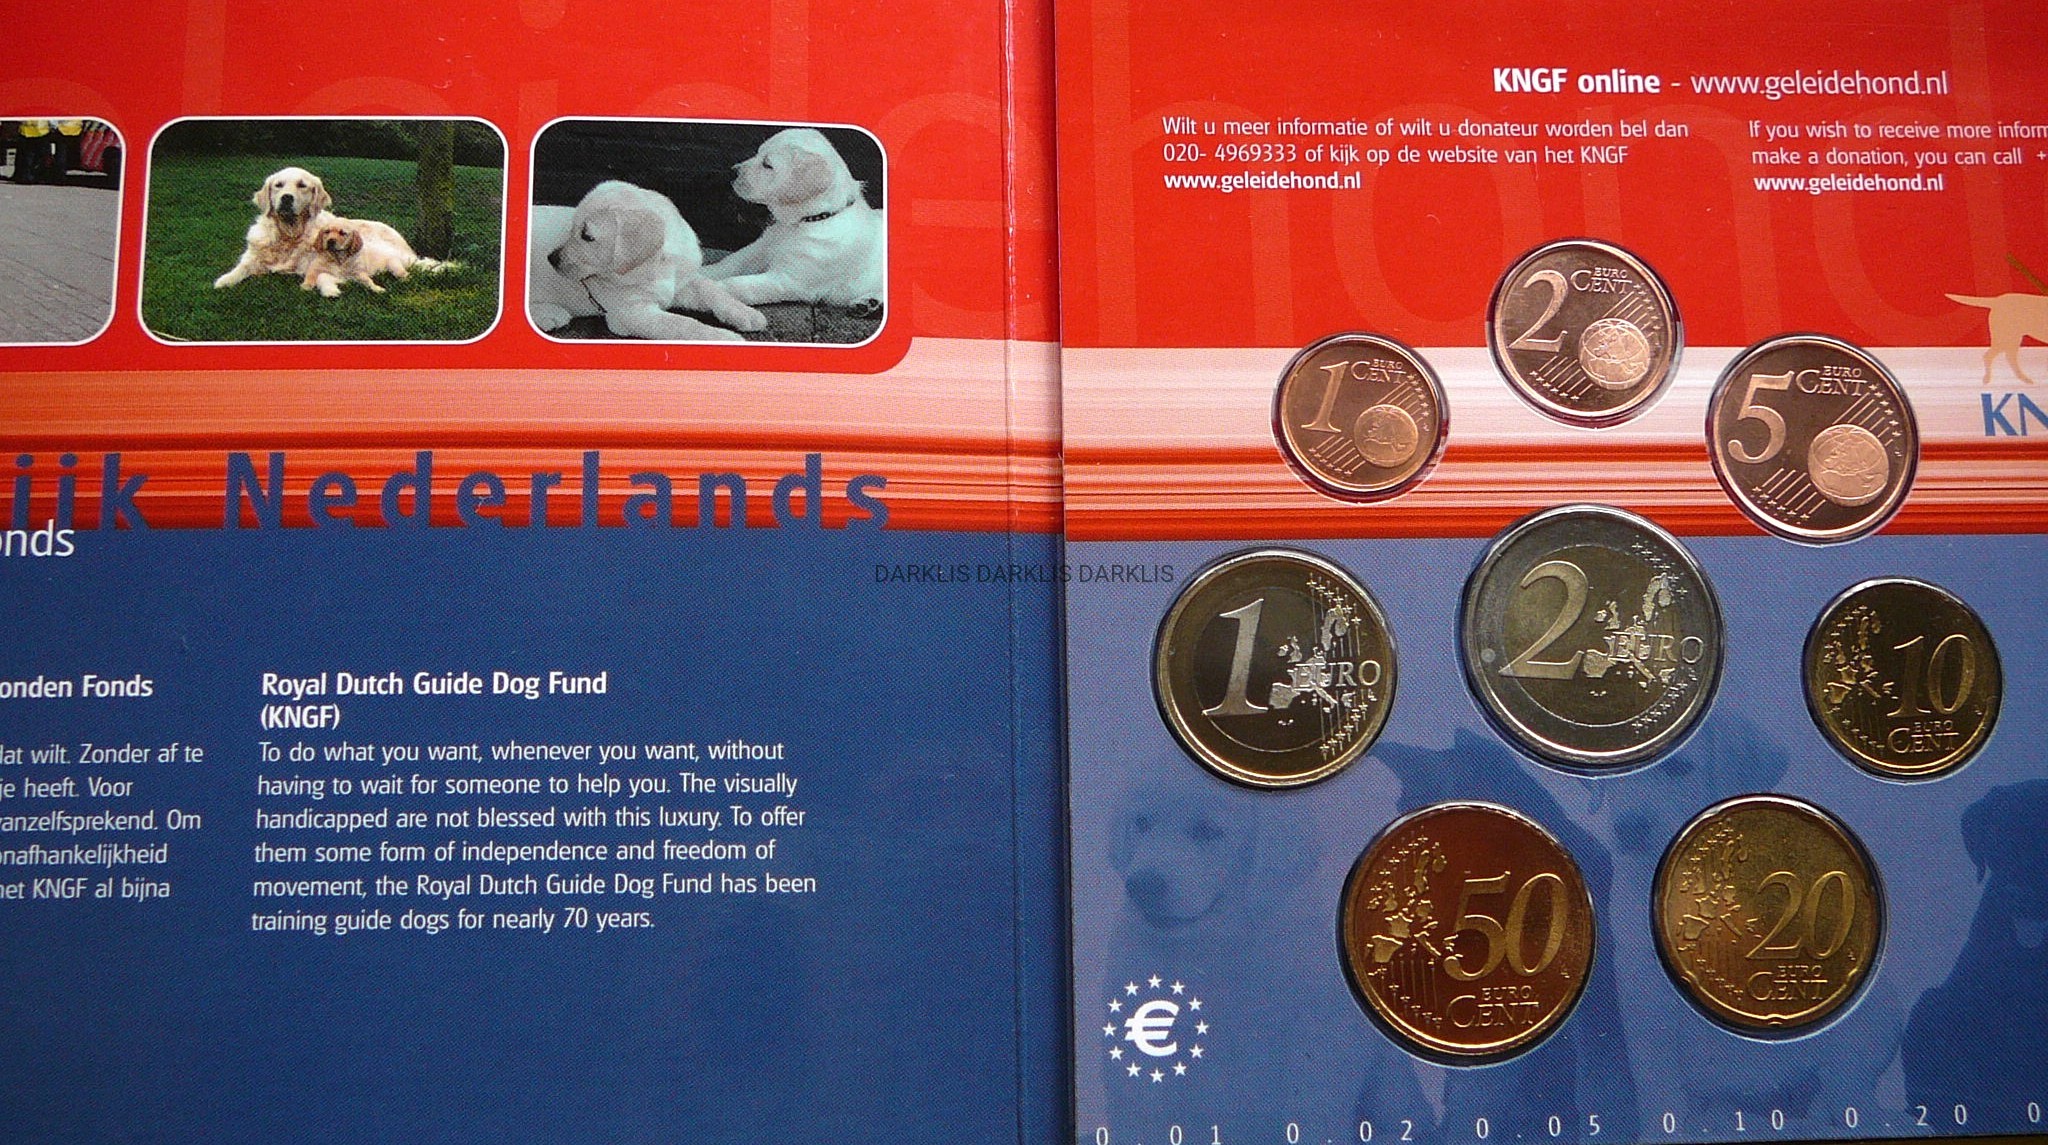 ijk Nederlands
onds
onden Fonds
dat wilt. Zonder af te
je heeft. Voor
vanzelfsprekend. Om
onafhankelijkheid
het KNGF al bijna
Royal Dutch Guide Dog Fund
(KNGF)
To do what you want, whenever you want, without
having to wait for someone to help you. The visually
handicapped are not blessed with this luxury. To offer
them some form of independence and freedom of
movement, the Royal Dutch Guide Dog Fund has been
training guide dogs for nearly 70 years.
DARKLIS DARKLIS DARKLIS
geleidehond
KNGF online - www.geleidehond.nl
Wilt u meer informatie of wilt u donateur worden bel dan
020- 4969333 of kijk op de website van het KNGF
www.geleidehond.nl
If you wish to receive more inform
make a donation, you can call +
www.geleidehond.nl
KN
1 EURO CENT
2 EURO CENT
5 EURO CENT
1 EURO
2 EURO
10 EURO CENT
50 EURO CENT
20 EURO CENT
€
0.01 0.02 0.05 0.10 0.20 0